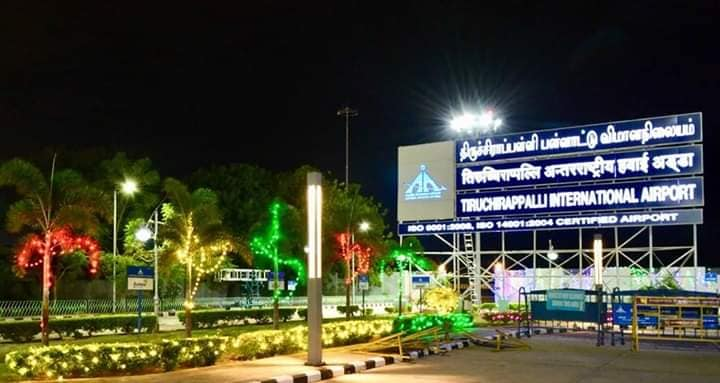 திருச்சிராப்பள்ளி பன்னாட்டு விமானநிலையம்
तिरुच्चिरापल्लि अन्तरराष्ट्रीय हवाई अड्डा
TIRUCHIRAPPALLI INTERNATIONAL AIRPORT
ISO 9001:2008, ISO 14001:2004 CERTIFIED AIRPORT